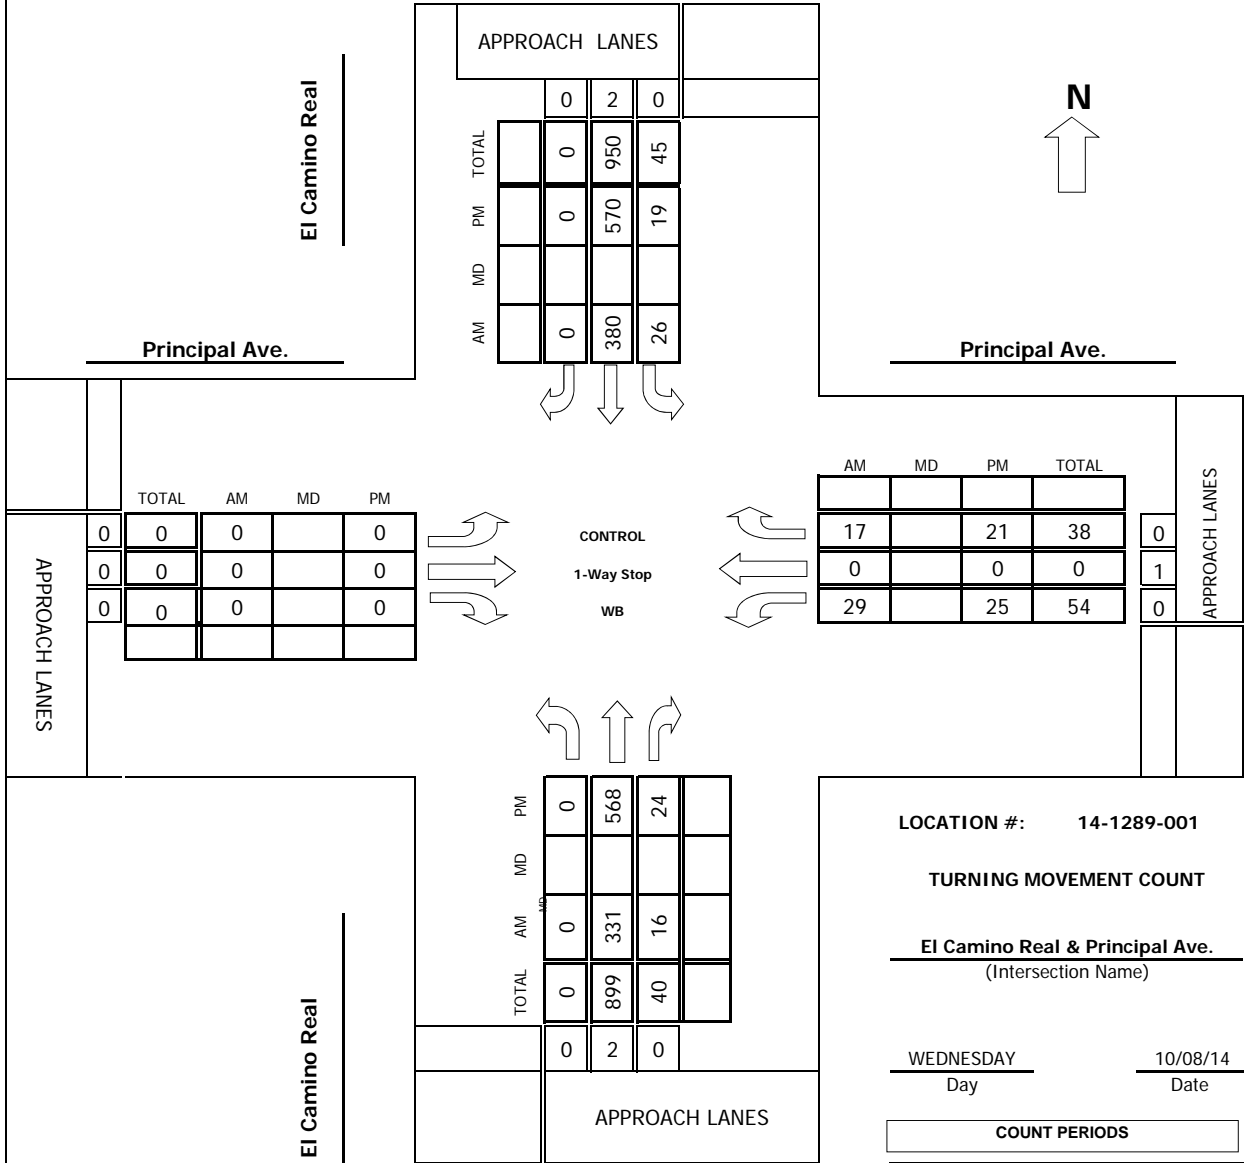 APPROACH LANES
0 2 0
El Camino Real
N
TOTAL 0 950 45
PM 0 570 19
MD
AM 0 380 26
Principal Ave.
Principal Ave.
AM MD PM TOTAL
17 21 38 0
0 0 0 1
29 25 54 0
APPROACH LANES
TOTAL AM MD PM
0 0 0 0
0 0 0 0
0 0 0 0
APPROACH LANES
CONTROL
1-Way Stop
WB
PM 0 568 24
MD
MD
AM 0 331 16
TOTAL 0 899 40
0 2 0
APPROACH LANES
El Camino Real
LOCATION #: 14-1289-001
TURNING MOVEMENT COUNT
El Camino Real & Principal Ave.
(Intersection Name)
WEDNESDAY 10/08/14
Day Date
COUNT PERIODS